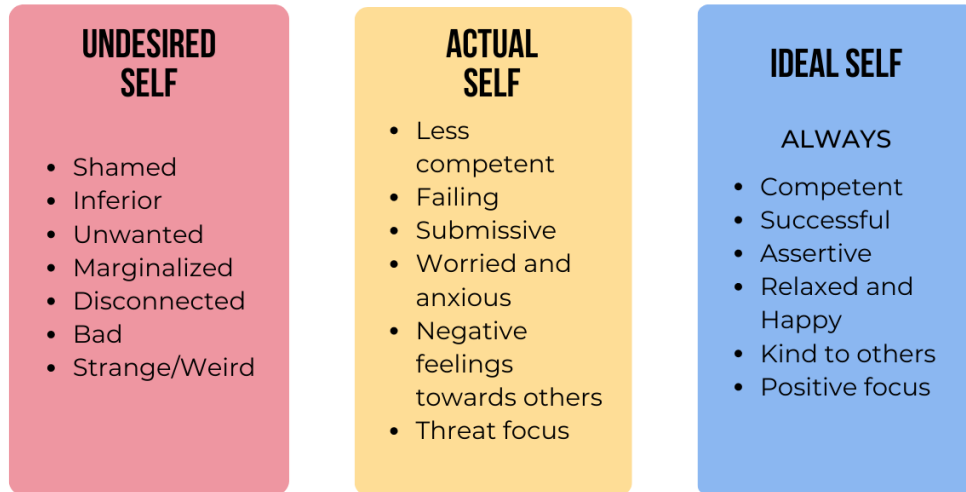 UNDESIRED
SELF
• Shamed
• Inferior
• Unwanted
• Marginalized
• Disconnected
• Bad
• Strange/Weird
ACTUAL
SELF
• Less
competent
• Failing
• Submissive
• Worried and
anxious
• Negative
feelings
towards others
• Threat focus
IDEAL SELF
ALWAYS
• Competent
• Successful
• Assertive
• Relaxed and
Happy
• Kind to others
• Positive focus